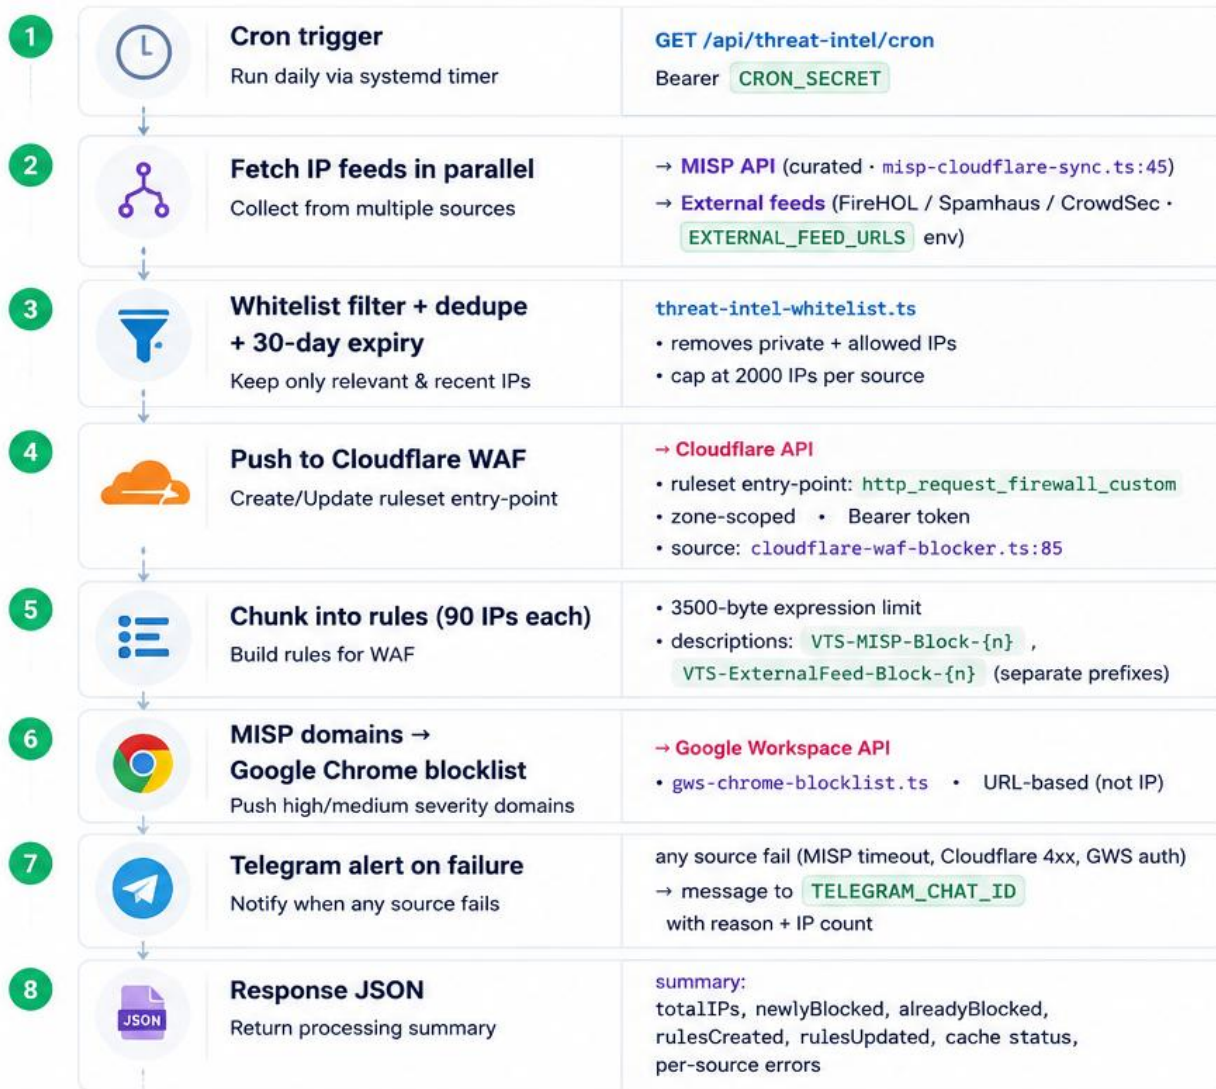 1
Cron trigger
Run daily via systemd timer
GET /api/threat-intel/cron
Bearer CRON_SECRET
2
Fetch IP feeds in parallel
Collect from multiple sources
→ MISP API (curated · misp-cloudflare-sync.ts:45)
→ External feeds (FireHOL / Spamhaus / CrowdSec ·
EXTERNAL_FEED_URLS env)
3
Whitelist filter + dedupe
+ 30-day expiry
Keep only relevant & recent IPs
threat-intel-whitelist.ts
• removes private + allowed IPs
• cap at 2000 IPs per source
4
Push to Cloudflare WAF
Create/Update ruleset entry-point
→ Cloudflare API
• ruleset entry-point: http_request_firewall_custom
• zone-scoped • Bearer token
• source: cloudflare-waf-blocker.ts:85
5
Chunk into rules (90 IPs each)
Build rules for WAF
• 3500-byte expression limit
• descriptions: VTS-MISP-Block-{n} ,
VTS-ExternalFeed-Block-{n} (separate prefixes)
6
MISP domains →
Google Chrome blocklist
Push high/medium severity domains
→ Google Workspace API
• gws-chrome-blocklist.ts • URL-based (not IP)
7
Telegram alert on failure
Notify when any source fails
any source fail (MISP timeout, Cloudflare 4xx, GWS auth)
→ message to TELEGRAM_CHAT_ID
with reason + IP count
8
JSON
Response JSON
Return processing summary
summary:
totalIPs, newlyBlocked, alreadyBlocked,
rulesCreated, rulesUpdated, cache status,
per-source errors